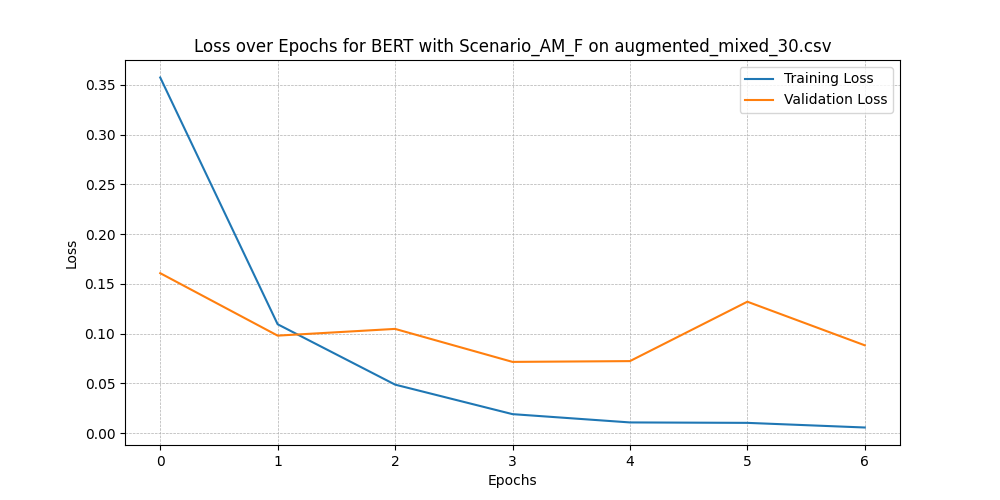 Loss over Epochs for BERT with Scenario_AM_F on augmented_mixed_30.csv
Training Loss
Validation Loss
0.35
0.30
0.25
0.20
0.15
0.10
0.05
0.00
Loss
0 1 2 3 4 5 6
Epochs